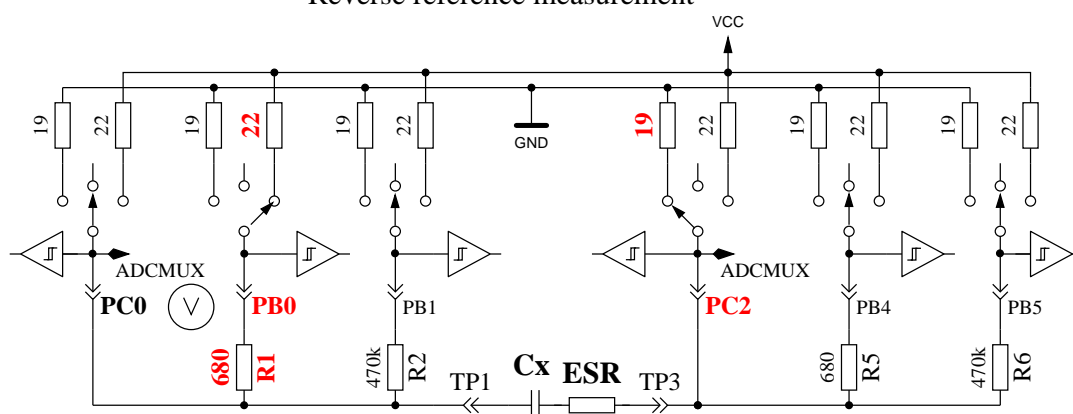 Reverse reference measurement
VCC
19
22
19
22
19
22
GND
19
22
19
22
19
22
ADCMUX
ADCMUX
PC0
V
PB0
PB1
PC2
PB4
PB5
680
R1
470k
R2
TP1
Cx
ESR
TP3
680
R5
470k
R6